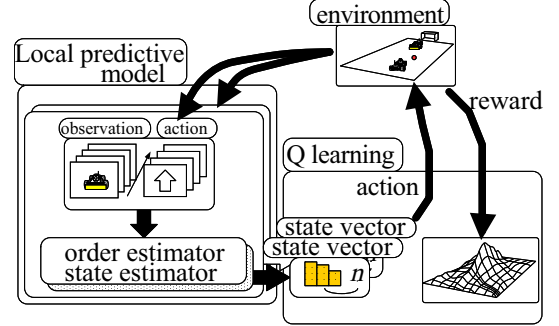 environment
Local predictive
model
reward
observation
action
Q learning
action
state vector
state vector
order estimator
state estimator
n